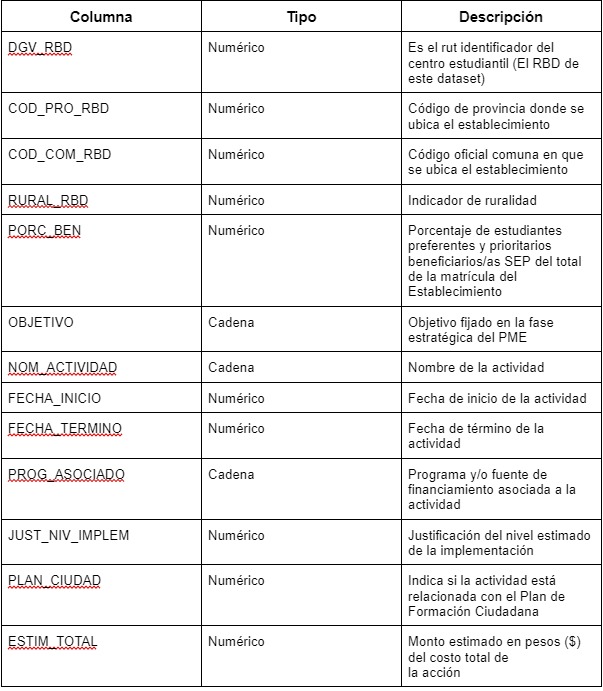 Columna Tipo Descripción
DGV_RBD Numérico Es el rut identificador del
centro estudiantil (El RBD de
este dataset)
COD_PRO_RBD Numérico Código de provincia donde se
ubica el establecimiento
COD_COM_RBD Numérico Código oficial comuna en que
se ubica el establecimiento
RURAL_RBD Numérico Indicador de ruralidad
PORC_BEN Numérico Porcentaje de estudiantes
preferentes y prioritarios
beneficiarios/as SEP del total
de la matrícula del
Establecimiento
OBJETIVO Cadena Objetivo fijado en la fase
estratégica del PME
NOM_ACTIVIDAD Cadena Nombre de la actividad
FECHA_INICIO Numérico Fecha de inicio de la actividad
FECHA_TERMINO Numérico Fecha de término de la
actividad
PROG_ASOCIADO Cadena Programa y/o fuente de
financiamiento asociada a la
actividad
JUST_NIV_IMPLEM Numérico Justificación del nivel estimado
de la implementación
PLAN_CIUDAD Numérico Indica si la actividad está
relacionada con el Plan de
Formación Ciudadana
ESTIM_TOTAL Numérico Monto estimado en pesos ($)
del costo total de
la acción